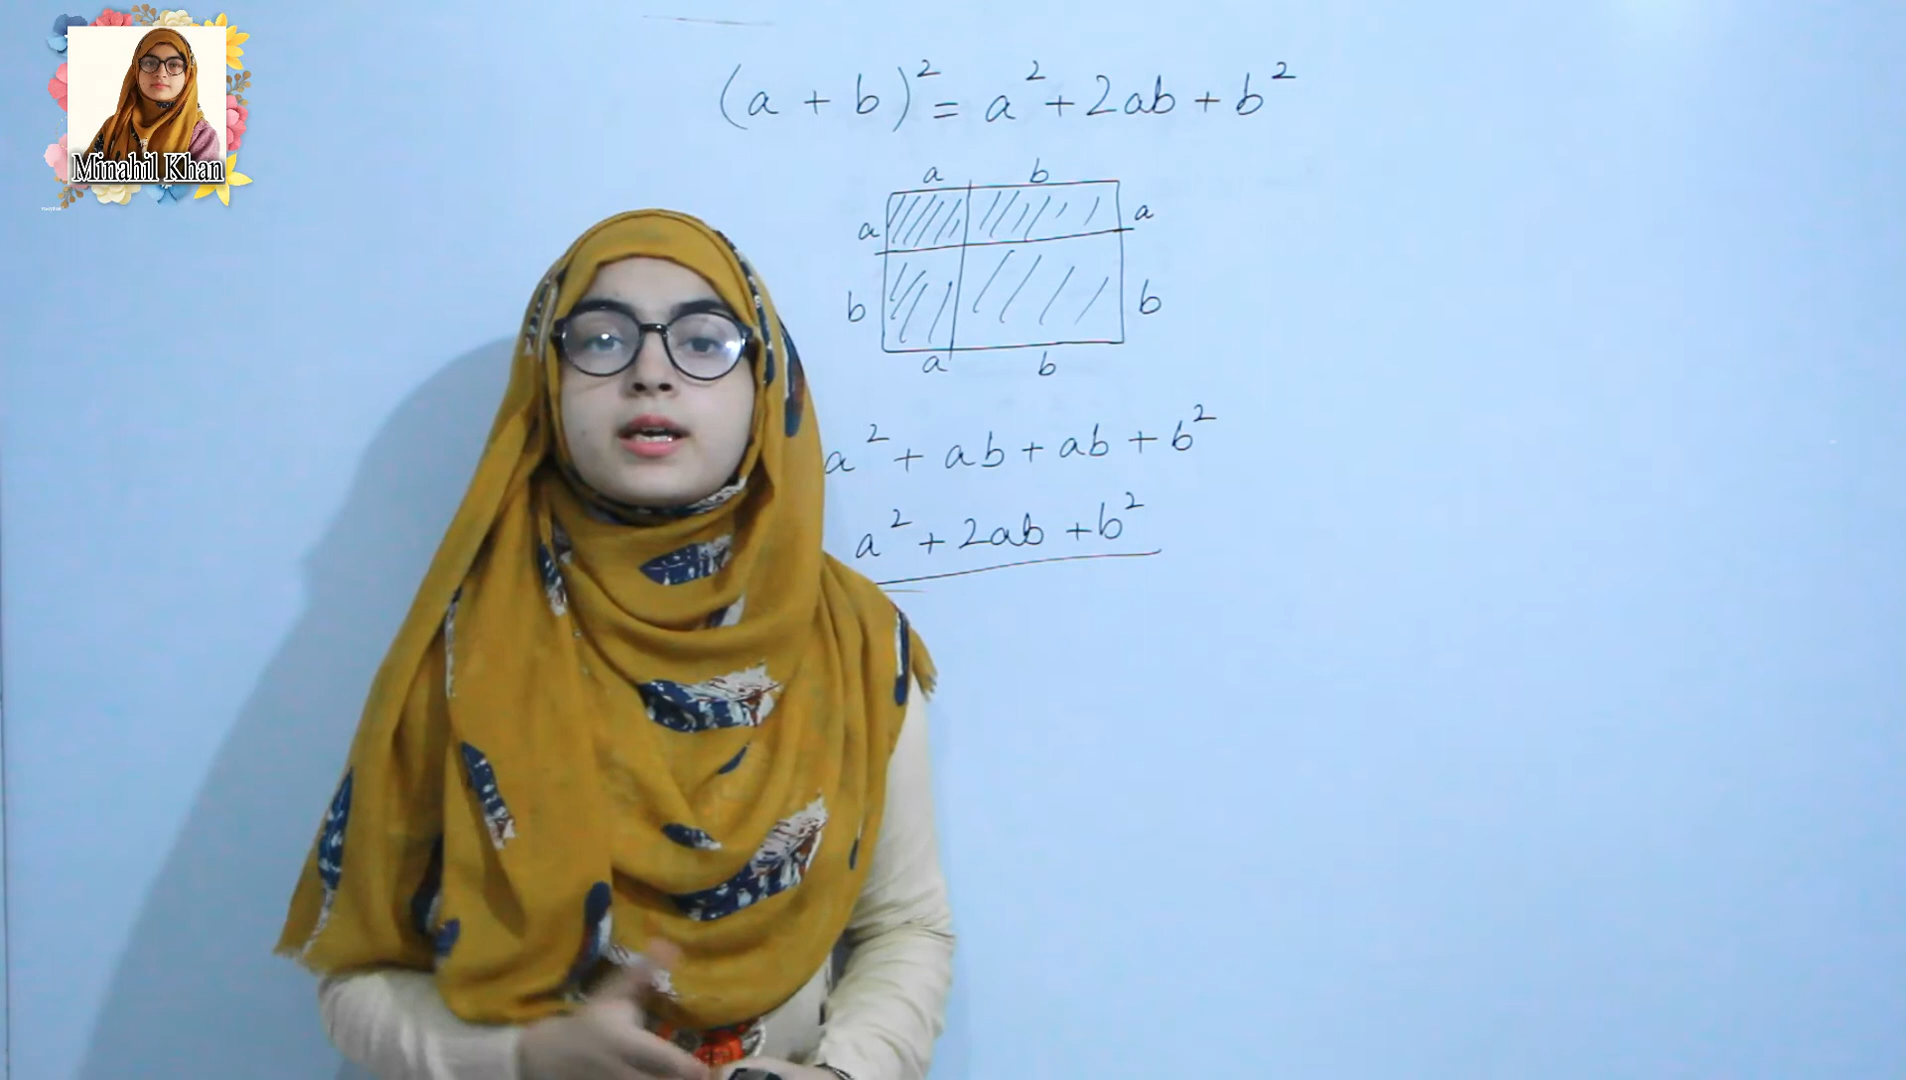 Minahil Khan
(a + b)² = a² + 2ab + b²
a b
a a
b b
a b
a² + ab + ab + b²
a² + 2ab + b²